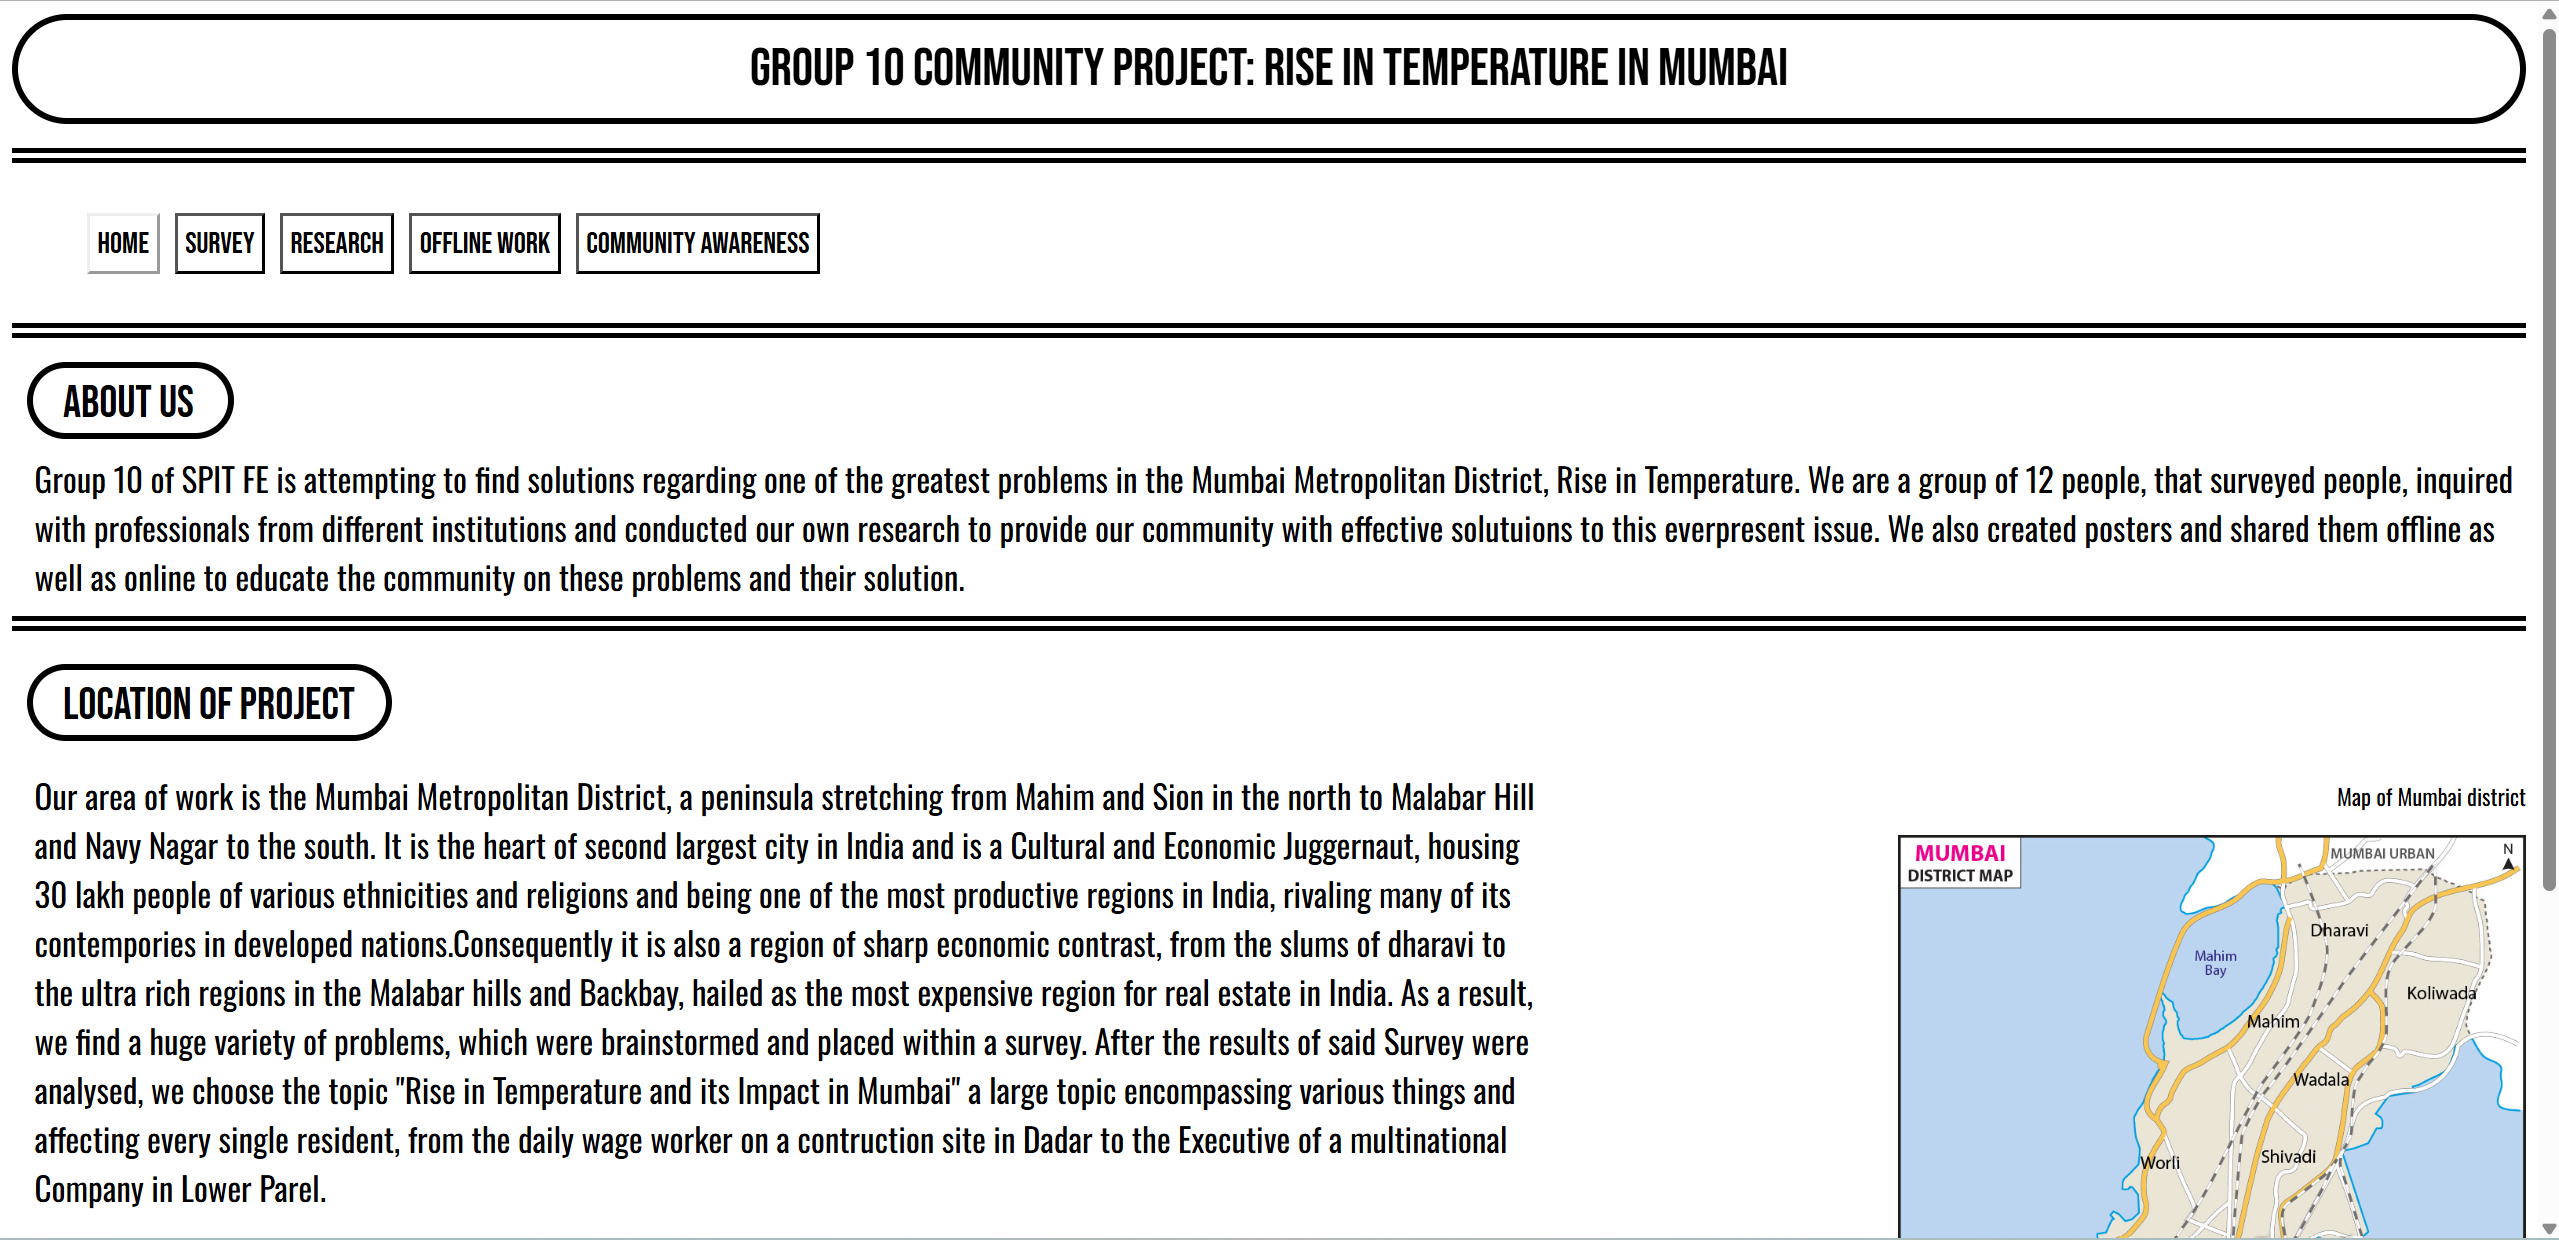 GROUP 10 COMMUNITY PROJECT: RISE IN TEMPERATURE IN MUMBAI
HOME
SURVEY
RESEARCH
OFFLINE WORK
COMMUNITY AWARENESS
ABOUT US
Group 10 of SPIT FE is attempting to find solutions regarding one of the greatest problems in the Mumbai Metropolitan District, Rise in Temperature. We are a group of 12 people, that surveyed people, inquired
with professionals from different institutions and conducted our own research to provide our community with effective solutuions to this everpresent issue. We also created posters and shared them offline as
well as online to educate the community on these problems and their solution.
LOCATION OF PROJECT
Our area of work is the Mumbai Metropolitan District, a peninsula stretching from Mahim and Sion in the north to Malabar Hill
and Navy Nagar to the south. It is the heart of second largest city in India and is a Cultural and Economic Juggernaut, housing
30 lakh people of various ethnicities and religions and being one of the most productive regions in India, rivaling many of its
contempories in developed nations.Consequently it is also a region of sharp economic contrast, from the slums of dharavi to
the ultra rich regions in the Malabar hills and Backbay, hailed as the most expensive region for real estate in India. As a result,
we find a huge variety of problems, which were brainstormed and placed within a survey. After the results of said Survey were
analysed, we choose the topic "Rise in Temperature and its Impact in Mumbai" a large topic encompassing various things and
affecting every single resident, from the daily wage worker on a contruction site in Dadar to the Executive of a multinational
Company in Lower Parel.
Map of Mumbai district
MUMBAI
DISTRICT MAP
MUMBAI URBAN
N
Dharavi
Mahim
Bay
Koliwada
Mahim
Wadala
Shivadi
Worli